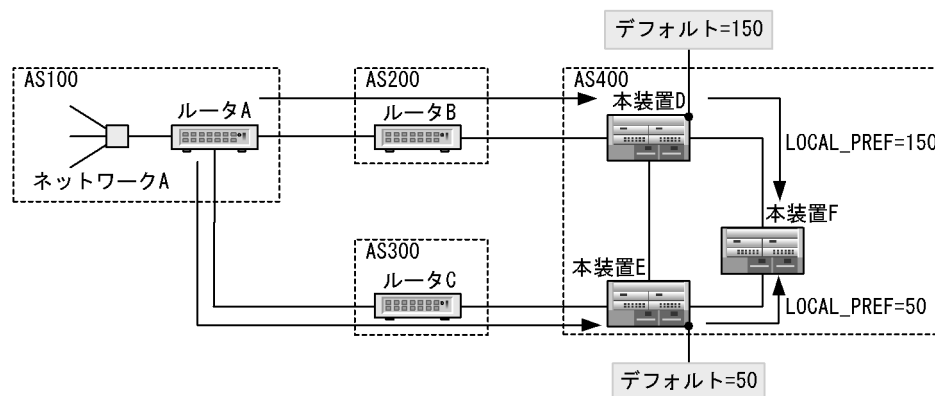 デフォルト=150
AS100
AS200
AS400
ルータA
ルータB
本装置D
LOCAL_PREF=150
ネットワークA
本装置F
AS300
本装置E
ルータC
LOCAL_PREF=50
デフォルト=50